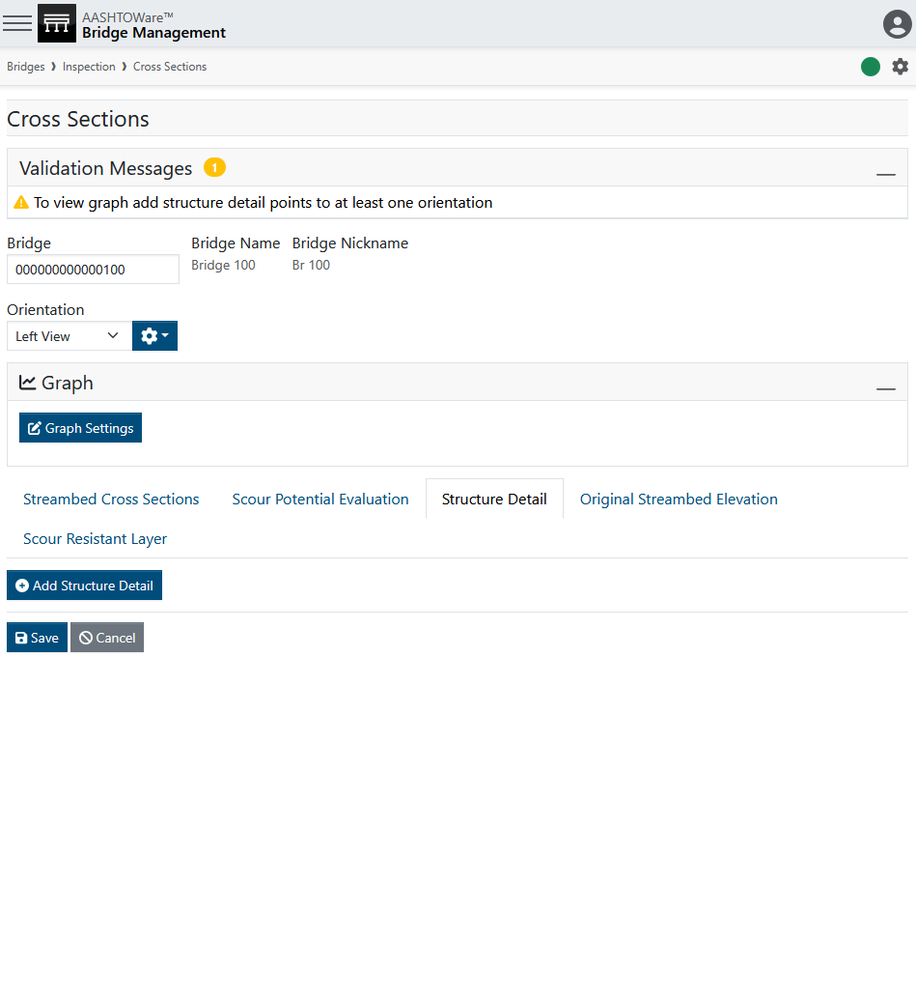 AASHTOWare™
Bridge Management
Bridges ❯ Inspection ❯ Cross Sections
Cross Sections
Validation Messages 1
To view graph add structure detail points to at least one orientation
Bridge Bridge Name Bridge Nickname
000000000000100 Bridge 100 Br 100
Orientation
Left View
Graph
Graph Settings
Streambed Cross Sections Scour Potential Evaluation Structure Detail Original Streambed Elevation
Scour Resistant Layer
Add Structure Detail
Save Cancel